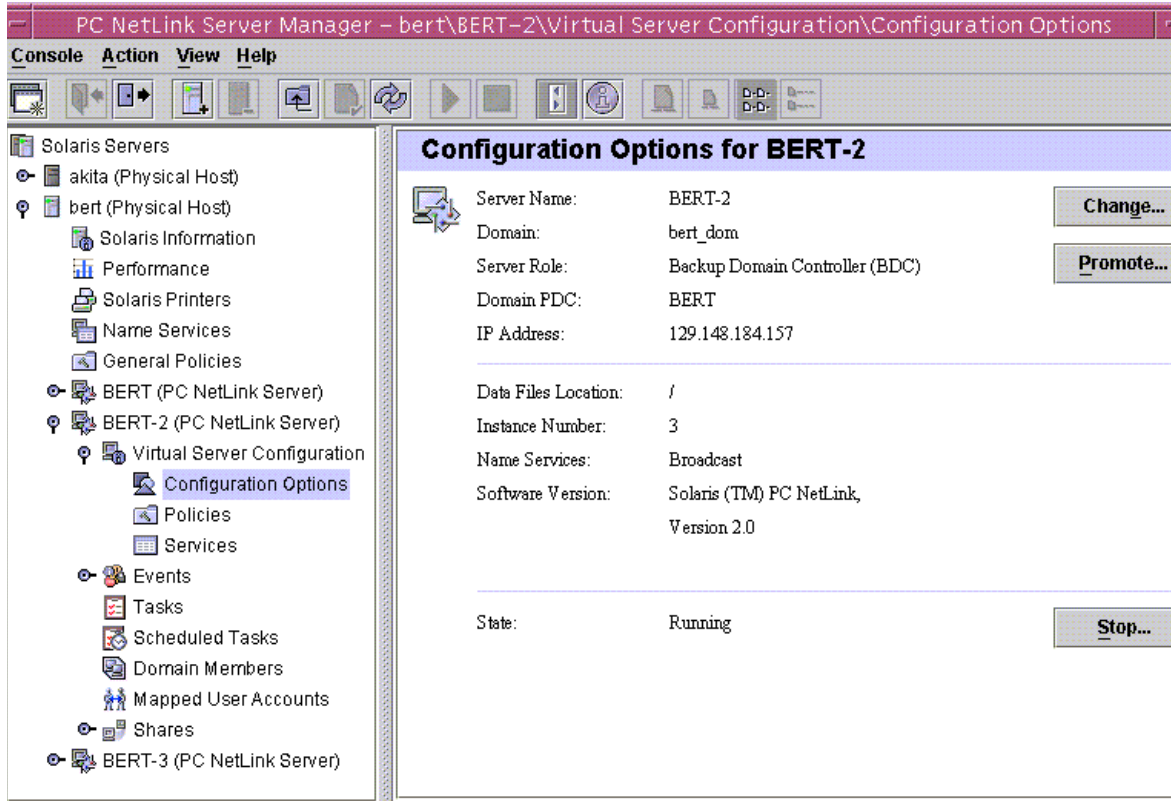 PC NetLink Server Manager – bert\BERT–2\Virtual Server Configuration\Configuration Options
Console Action View Help
Solaris Servers
akita (Physical Host)
bert (Physical Host)
Solaris Information
Performance
Solaris Printers
Name Services
General Policies
BERT (PC NetLink Server)
BERT-2 (PC NetLink Server)
Virtual Server Configuration
Configuration Options
Policies
Services
Events
Tasks
Scheduled Tasks
Domain Members
Mapped User Accounts
Shares
BERT-3 (PC NetLink Server)
Configuration Options for BERT-2
Server Name: BERT-2
Change...
Domain: bert_dom
Server Role: Backup Domain Controller (BDC)
Promote...
Domain PDC: BERT
IP Address: 129.148.184.157
Data Files Location: /
Instance Number: 3
Name Services: Broadcast
Software Version: Solaris (TM) PC NetLink,
Version 2.0
State: Running
Stop...